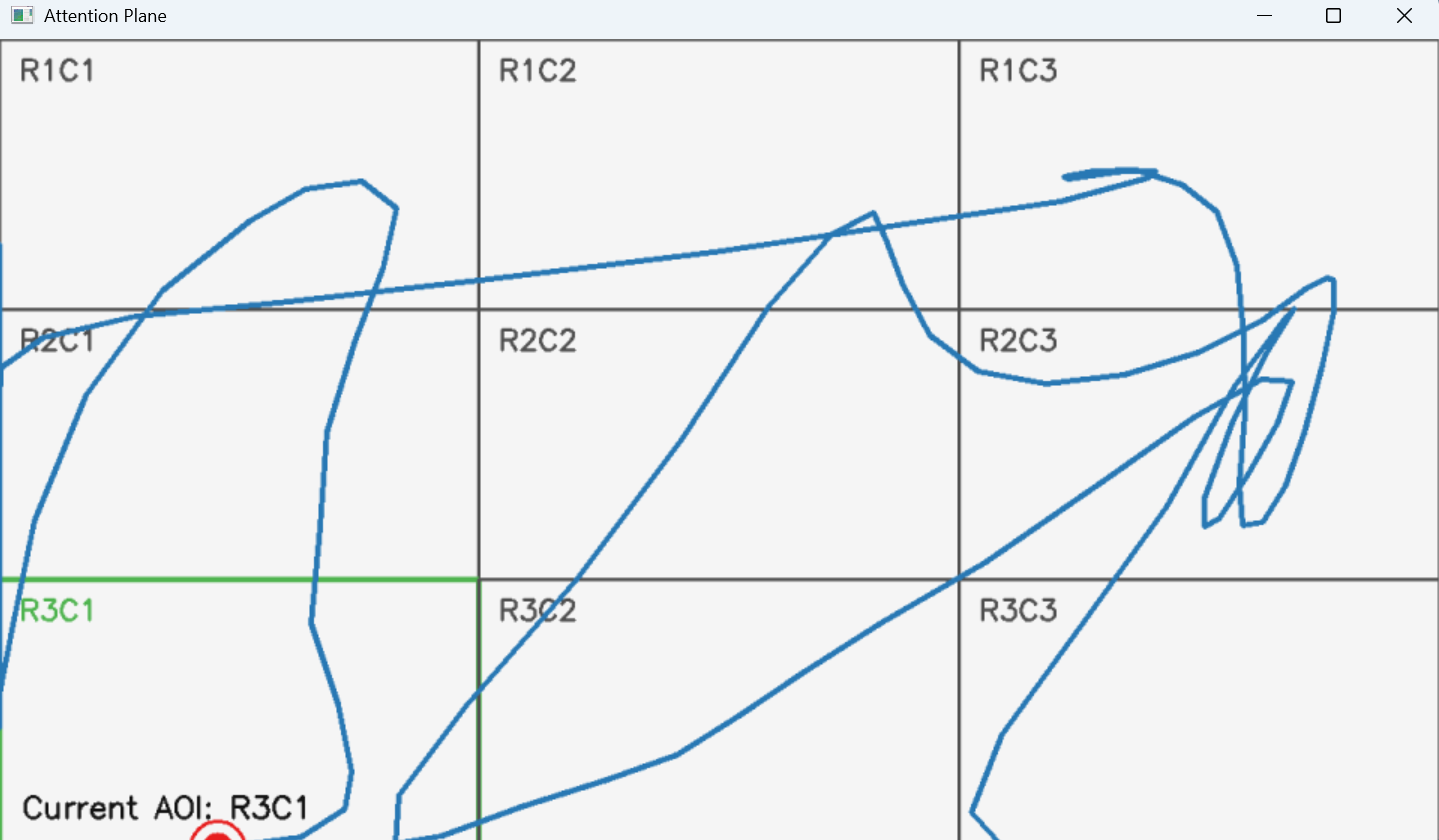 Attention Plane
R1C1 R1C2 R1C3
R2C1 R2C2 R2C3
R3C1 R3C2 R3C3
Current AOI: R3C1